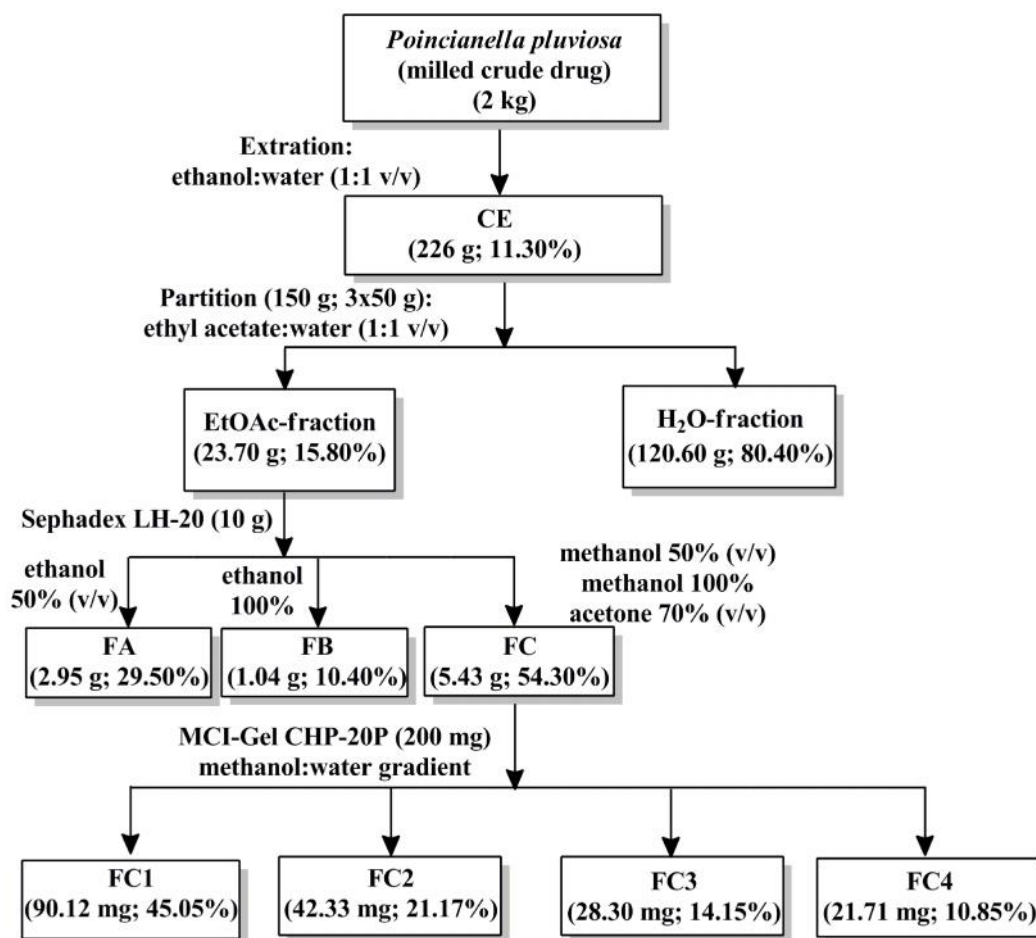 Poincianella pluviosa
(milled crude drug)
(2 kg)
Extration:
ethanol:water (1:1 v/v)
CE
(226 g; 11.30%)
Partition (150 g; 3x50 g):
ethyl acetate:water (1:1 v/v)
EtOAc-fraction
(23.70 g; 15.80%)
H₂O-fraction
(120.60 g; 80.40%)
Sephadex LH-20 (10 g)
ethanol
50% (v/v)
ethanol
100%
methanol 50% (v/v)
methanol 100%
acetone 70% (v/v)
FA
(2.95 g; 29.50%)
FB
(1.04 g; 10.40%)
FC
(5.43 g; 54.30%)
MCI-Gel CHP-20P (200 mg)
methanol:water gradient
FC1
(90.12 mg; 45.05%)
FC2
(42.33 mg; 21.17%)
FC3
(28.30 mg; 14.15%)
FC4
(21.71 mg; 10.85%)